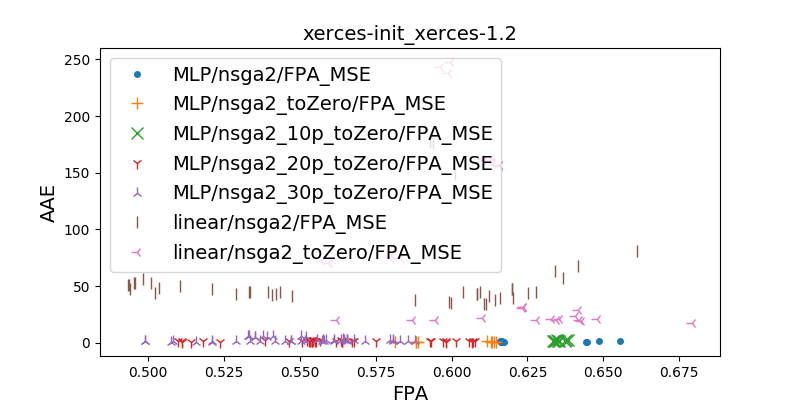 xerces-init_xerces-1.2
AAE
250
200
150
100
50
0
MLP/nsga2/FPA_MSE
MLP/nsga2_toZero/FPA_MSE
MLP/nsga2_10p_toZero/FPA_MSE
MLP/nsga2_20p_toZero/FPA_MSE
MLP/nsga2_30p_toZero/FPA_MSE
linear/nsga2/FPA_MSE
linear/nsga2_toZero/FPA_MSE
0.500 0.525 0.550 0.575 0.600 0.625 0.650 0.675
FPA